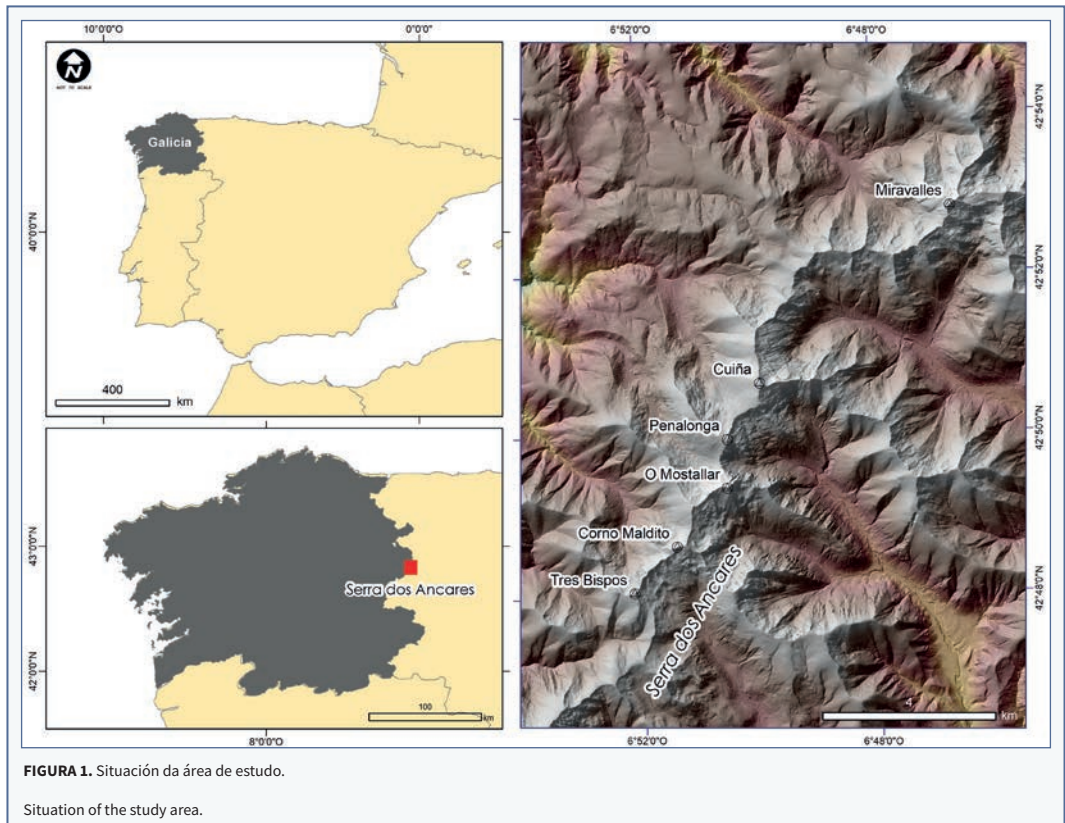 10°0'0"O
0°0'0"
N
NOT TO SCALE
Galicia
40°0'0"N
400
km
43°0'0"N
42°0'0"N
Serra dos Ancares
100
km
8°0'0"O
6°52'0"O
6°48'0"O
42°54'0"N
Miravalles
42°52'0"N
Cuiña
42°50'0"N
Penalonga
O Mostallar
Corno Maldito
Tres Bispos
42°48'0"N
Serra dos Ancares
4
km
6°52'0"O
6°48'0"O
FIGURA 1. Situación da área de estudo.
Situation of the study area.